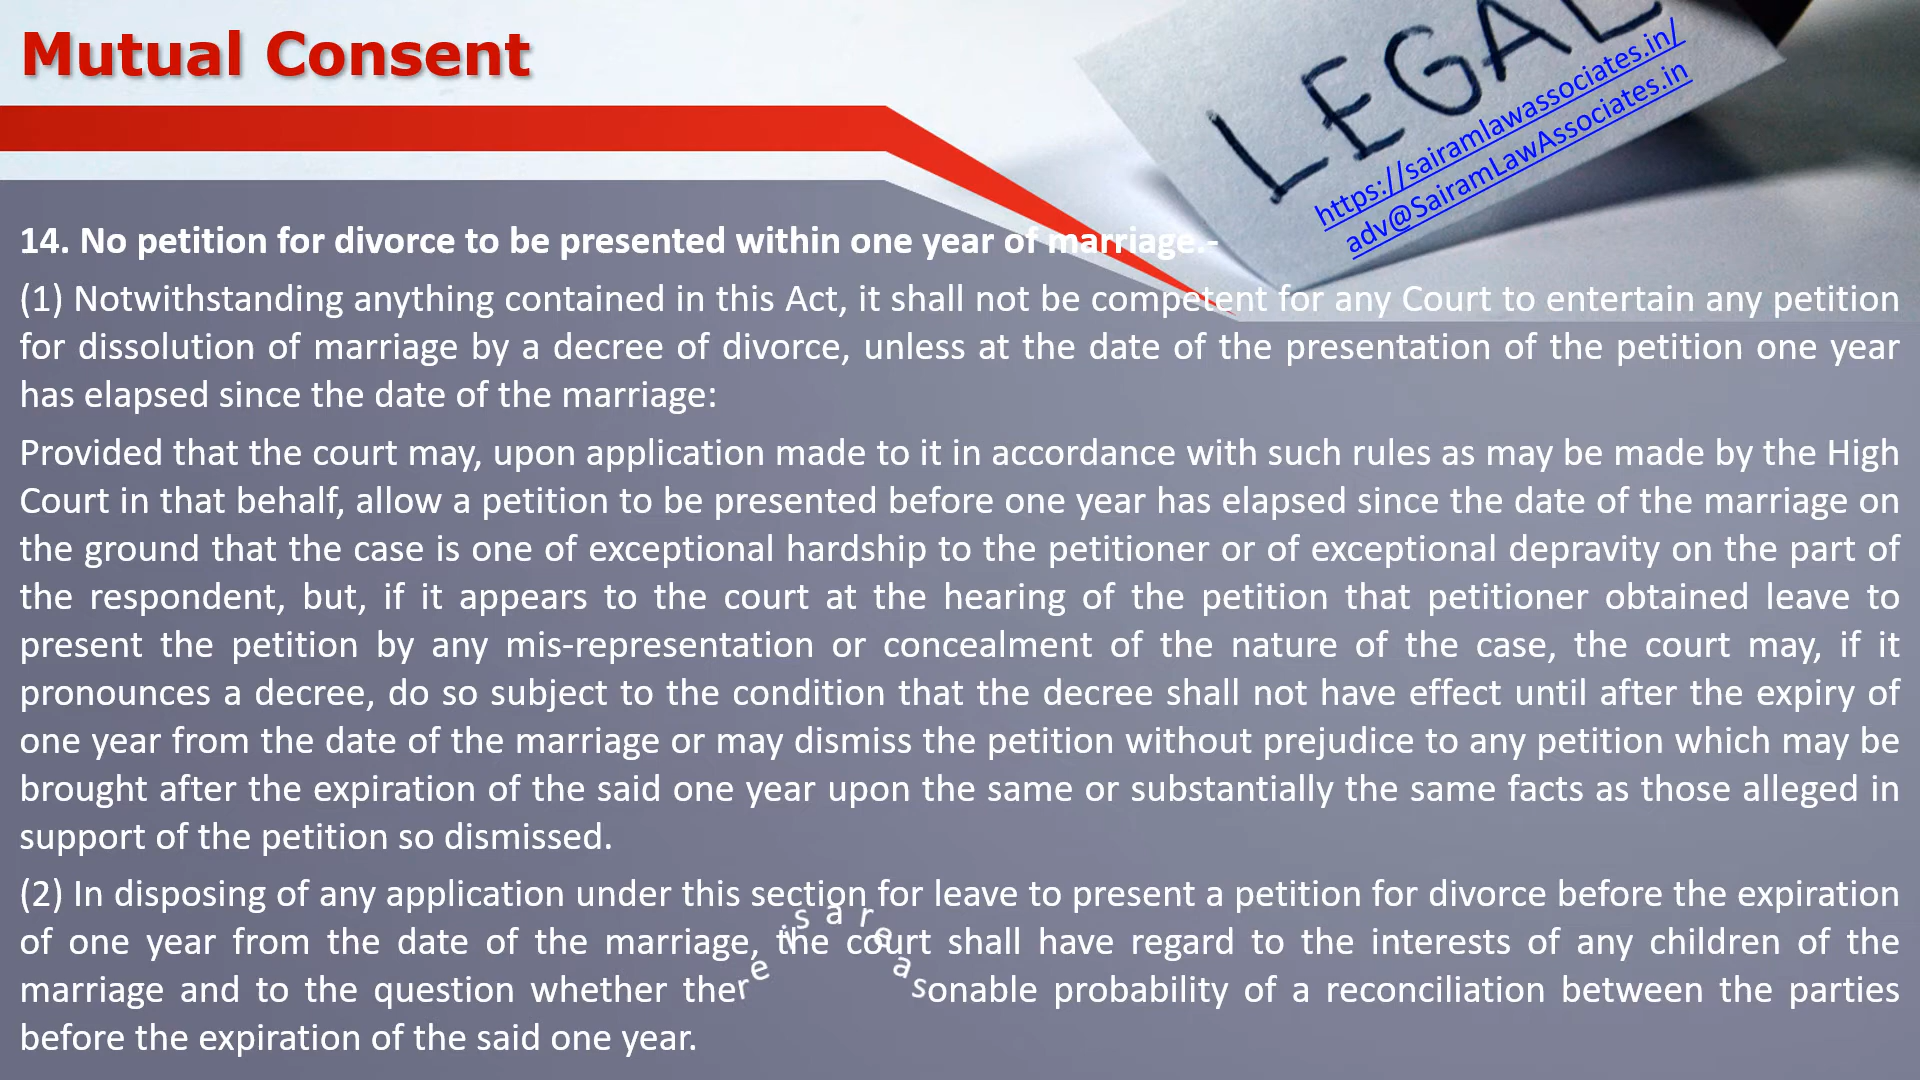 Mutual Consent
LEGAL
https://sairamlawassociates.in/
adv@SairamLawAssociates.in
14. No petition for divorce to be presented within one year of marriage.-
(1) Notwithstanding anything contained in this Act, it shall not be competent for any Court to entertain any petition
for dissolution of marriage by a decree of divorce, unless at the date of the presentation of the petition one year
has elapsed since the date of the marriage:
Provided that the court may, upon application made to it in accordance with such rules as may be made by the High
Court in that behalf, allow a petition to be presented before one year has elapsed since the date of the marriage on
the ground that the case is one of exceptional hardship to the petitioner or of exceptional depravity on the part of
the respondent, but, if it appears to the court at the hearing of the petition that petitioner obtained leave to
present the petition by any mis-representation or concealment of the nature of the case, the court may, if it
pronounces a decree, do so subject to the condition that the decree shall not have effect until after the expiry of
one year from the date of the marriage or may dismiss the petition without prejudice to any petition which may be
brought after the expiration of the said one year upon the same or substantially the same facts as those alleged in
support of the petition so dismissed.
(2) In disposing of any application under this section for leave to present a petition for divorce before the expiration
of one year from the date of the marriage, the court shall have regard to the interests of any children of the
marriage and to the question whether there is a reasonable probability of a reconciliation between the parties
before the expiration of the said one year.